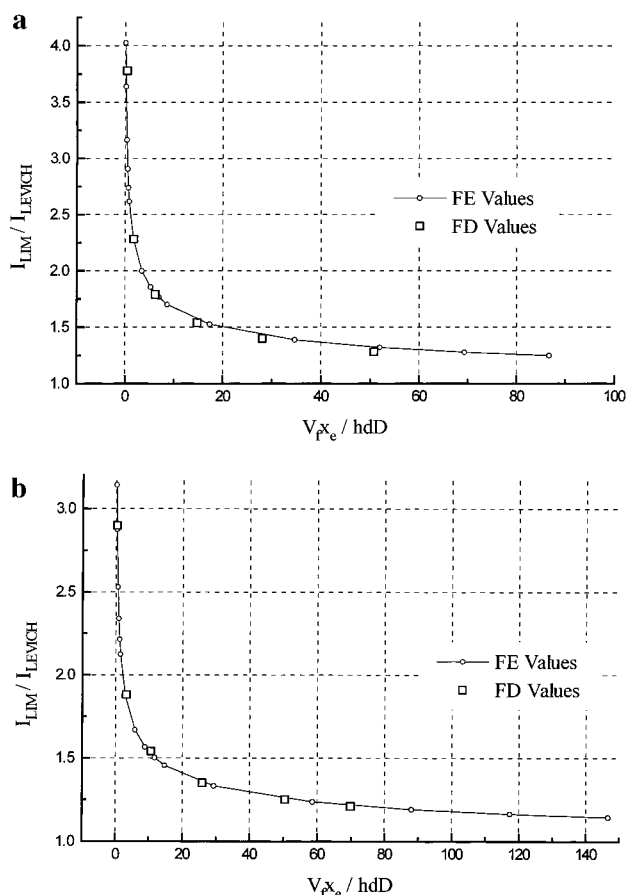 a
4.0
3.5
3.0
2.5
2.0
1.5
1.0
I_LIM / I_LEVICH
FE Values
FD Values
0 20 40 60 80 100
V_f x_e / hdD
b
3.0
2.5
2.0
1.5
1.0
I_LIM / I_LEVICH
FE Values
FD Values
0 20 40 60 80 100 120 140
V_f x_e / hdD